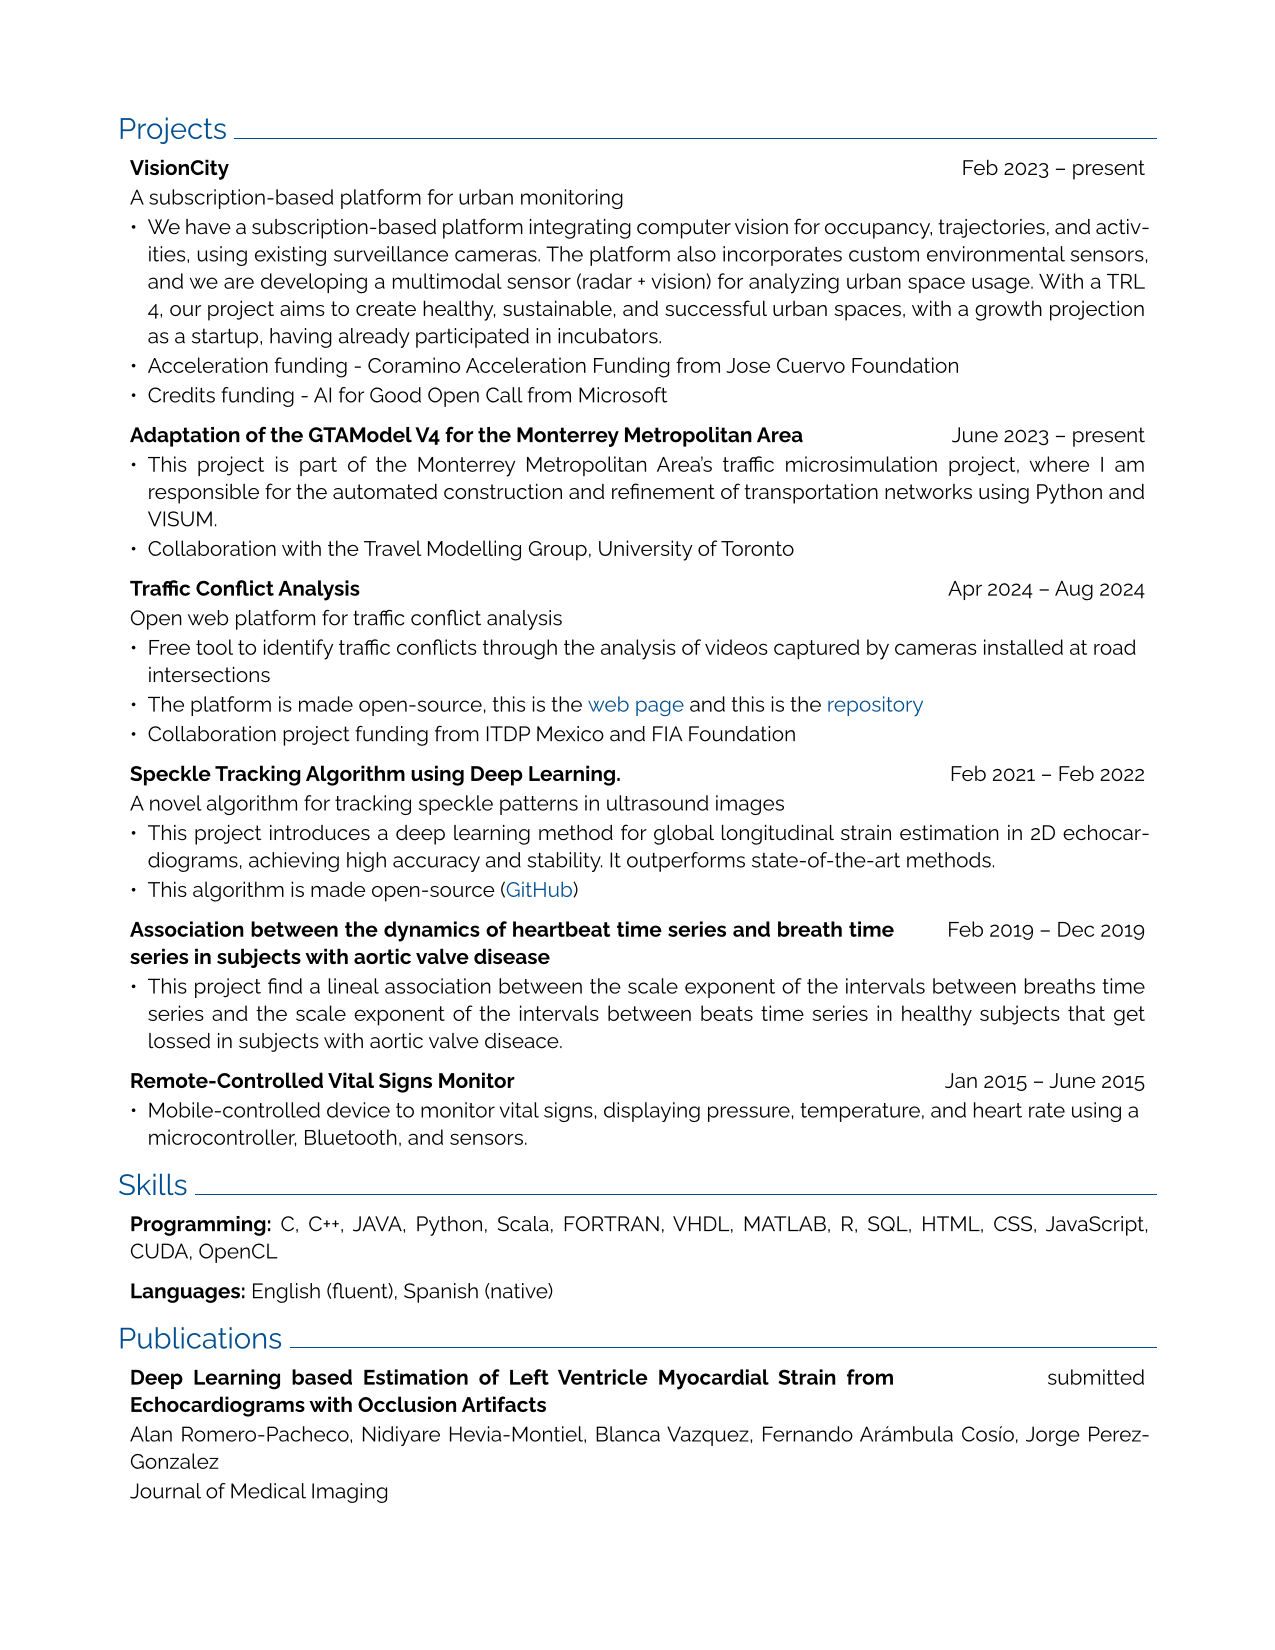 Projects
VisionCity Feb 2023 – present
A subscription-based platform for urban monitoring
• We have a subscription-based platform integrating computer vision for occupancy, trajectories, and activ-
ities, using existing surveillance cameras. The platform also incorporates custom environmental sensors,
and we are developing a multimodal sensor (radar + vision) for analyzing urban space usage. With a TRL
4, our project aims to create healthy, sustainable, and successful urban spaces, with a growth projection
as a startup, having already participated in incubators.
• Acceleration funding - Coramino Acceleration Funding from Jose Cuervo Foundation
• Credits funding - AI for Good Open Call from Microsoft
Adaptation of the GTAModel V4 for the Monterrey Metropolitan Area June 2023 – present
• This project is part of the Monterrey Metropolitan Area's traffic microsimulation project, where I am
responsible for the automated construction and refinement of transportation networks using Python and
VISUM.
• Collaboration with the Travel Modelling Group, University of Toronto
Traffic Conflict Analysis Apr 2024 – Aug 2024
Open web platform for traffic conflict analysis
• Free tool to identify traffic conflicts through the analysis of videos captured by cameras installed at road
intersections
• The platform is made open-source, this is the web page and this is the repository
• Collaboration project funding from ITDP Mexico and FIA Foundation
Speckle Tracking Algorithm using Deep Learning. Feb 2021 – Feb 2022
A novel algorithm for tracking speckle patterns in ultrasound images
• This project introduces a deep learning method for global longitudinal strain estimation in 2D echocar-
diograms, achieving high accuracy and stability. It outperforms state-of-the-art methods.
• This algorithm is made open-source (GitHub)
Association between the dynamics of heartbeat time series and breath time Feb 2019 – Dec 2019
series in subjects with aortic valve disease
• This project find a lineal association between the scale exponent of the intervals between breaths time
series and the scale exponent of the intervals between beats time series in healthy subjects that get
lossed in subjects with aortic valve diseace.
Remote-Controlled Vital Signs Monitor Jan 2015 – June 2015
• Mobile-controlled device to monitor vital signs, displaying pressure, temperature, and heart rate using a
microcontroller, Bluetooth, and sensors.
Skills
Programming: C, C++, JAVA, Python, Scala, FORTRAN, VHDL, MATLAB, R, SQL, HTML, CSS, JavaScript,
CUDA, OpenCL
Languages: English (fluent), Spanish (native)
Publications
Deep Learning based Estimation of Left Ventricle Myocardial Strain from submitted
Echocardiograms with Occlusion Artifacts
Alan Romero-Pacheco, Nidiyare Hevia-Montiel, Blanca Vazquez, Fernando Arámbula Cosío, Jorge Perez-
Gonzalez
Journal of Medical Imaging